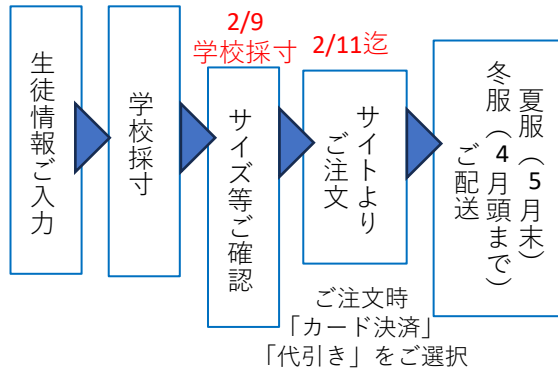 生徒情報ご入力
学校採寸
2/9
学校採寸
サイズ等ご確認
2/11迄
サイトより
ご注文
ご注文時
「カード決済」
「代引き」をご選択
夏服（5月末）
冬服（4月頭まで）
ご配送